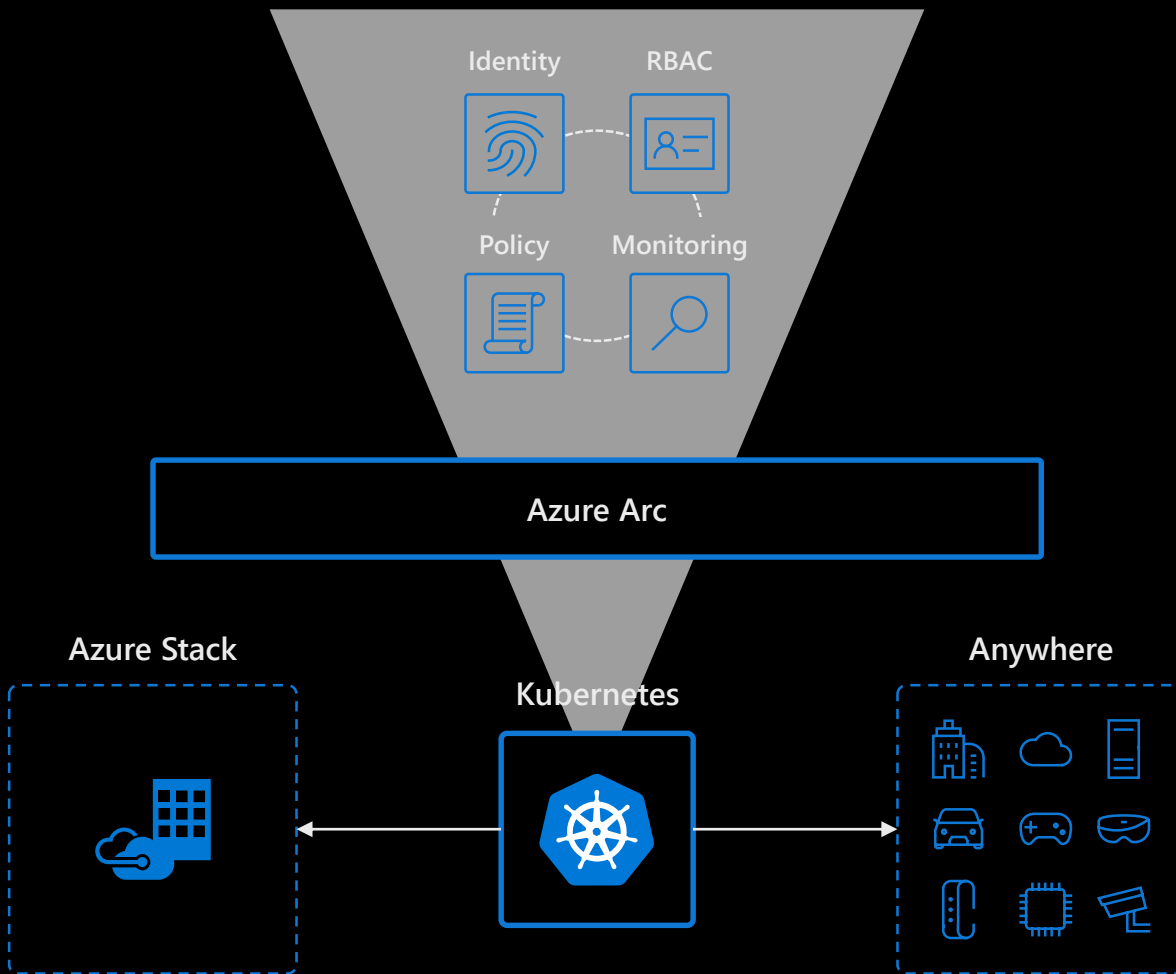 Identity
RBAC
Policy
Monitoring
Azure Arc
Azure Stack
Kubernetes
Anywhere